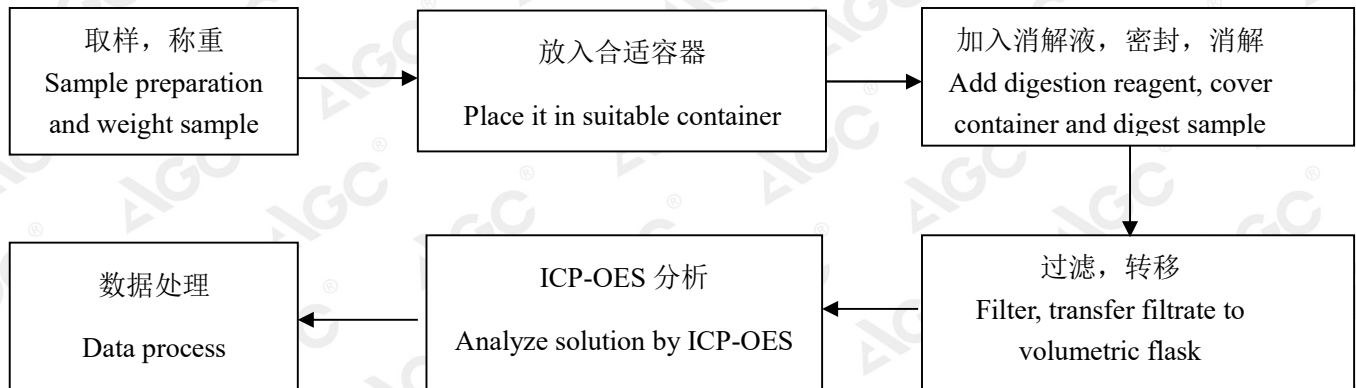 取样，称重
Sample preparation
and weight sample
放入合适容器
Place it in suitable container
加入消解液，密封，消解
Add digestion reagent, cover
container and digest sample
过滤，转移
Filter, transfer filtrate to
volumetric flask
ICP-OES 分析
Analyze solution by ICP-OES
数据处理
Data process
AGC